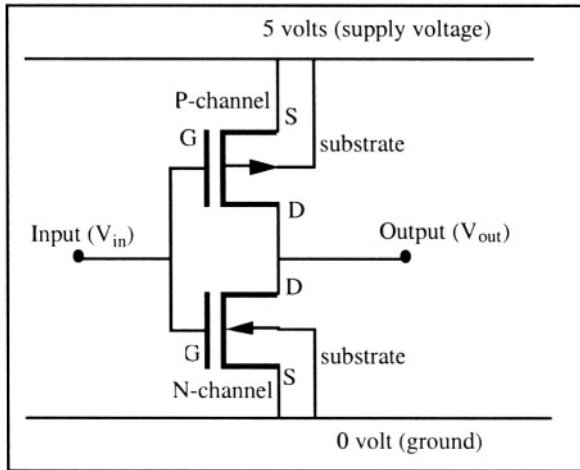 5 volts (supply voltage)
P-channel
S
G
substrate
D
Input (Vin)
Output (Vout)
D
G
substrate
S
N-channel
0 volt (ground)